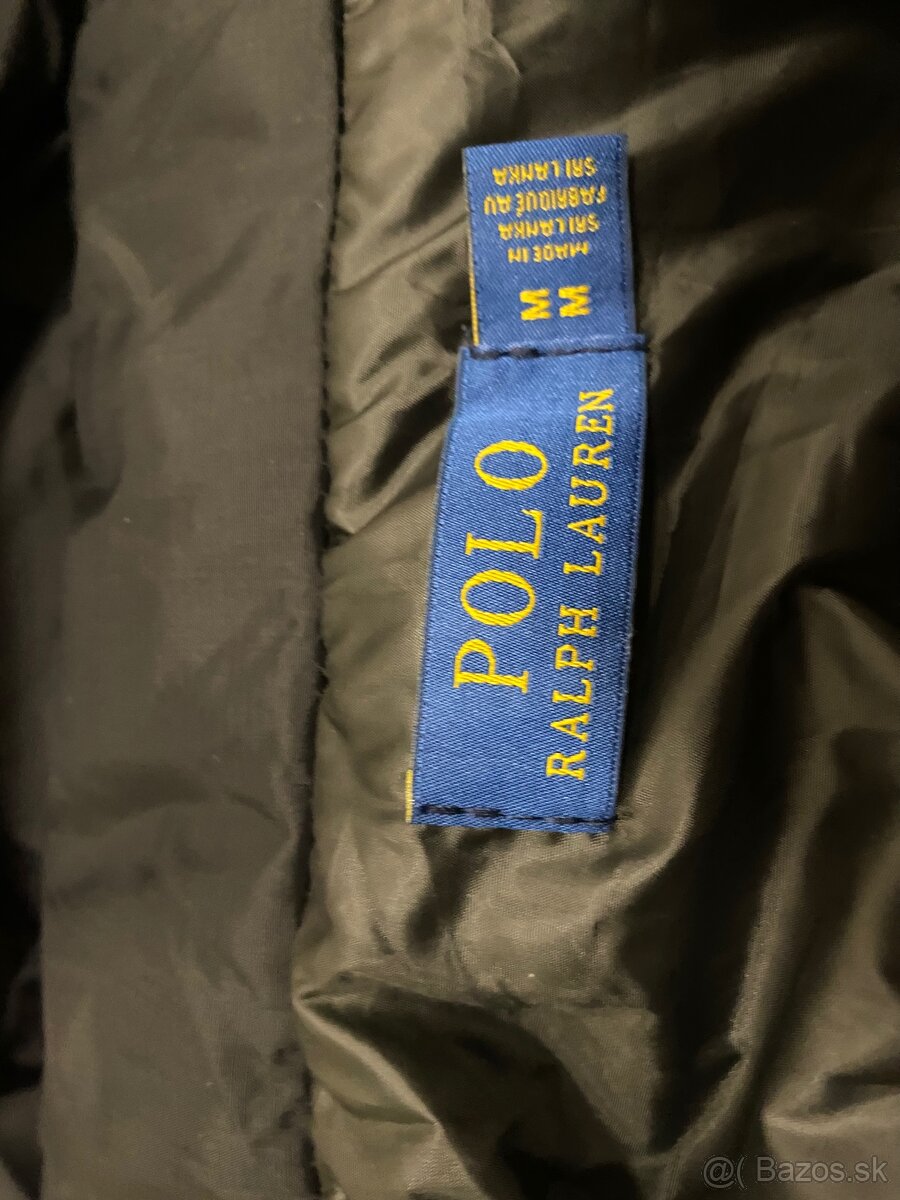 POLO
RALPH LAUREN
M
M
MADE IN
SRI LANKA
FABRIQUÉ AU
SRI LANKA
@( Bazos.sk